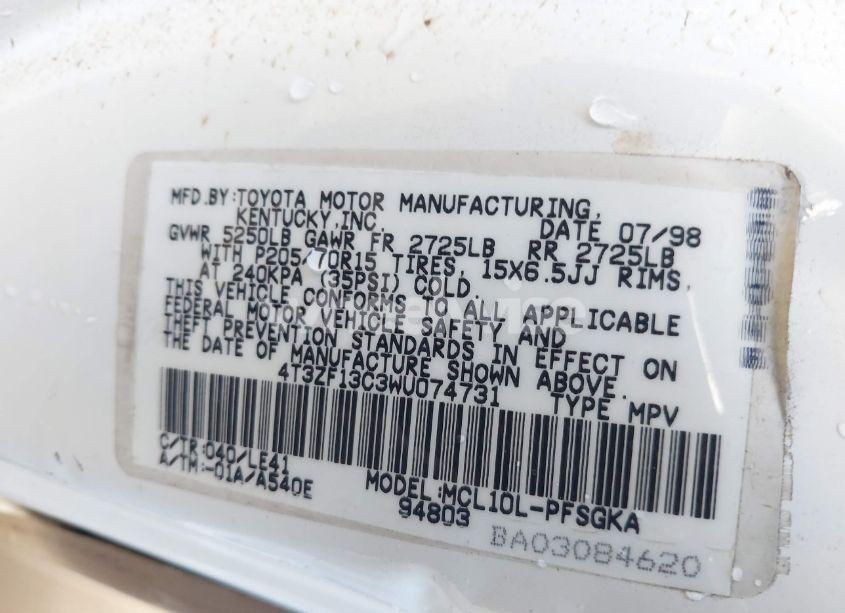 MFD.BY:TOYOTA MOTOR MANUFACTURING,
KENTUCKY,INC. DATE 07/98
GVWR 5250LB GAWR FR 2725LB RR 2725LB
WITH P205/70R15 TIRES, 15X6.5JJ RIMS,
AT 240KPA (35PSI) COLD.
THIS VEHICLE CONFORMS TO ALL APPLICABLE
FEDERAL MOTOR VEHICLE SAFETY AND
THEFT PREVENTION STANDARDS IN EFFECT ON
THE DATE OF MANUFACTURE SHOWN ABOVE.
4T3ZF13C3WU074731 TYPE MPV
C/TR:040/LE41
A/TM:-01A/A540E
MODEL:MCL10L-PFSGKA
94803
BA03084620